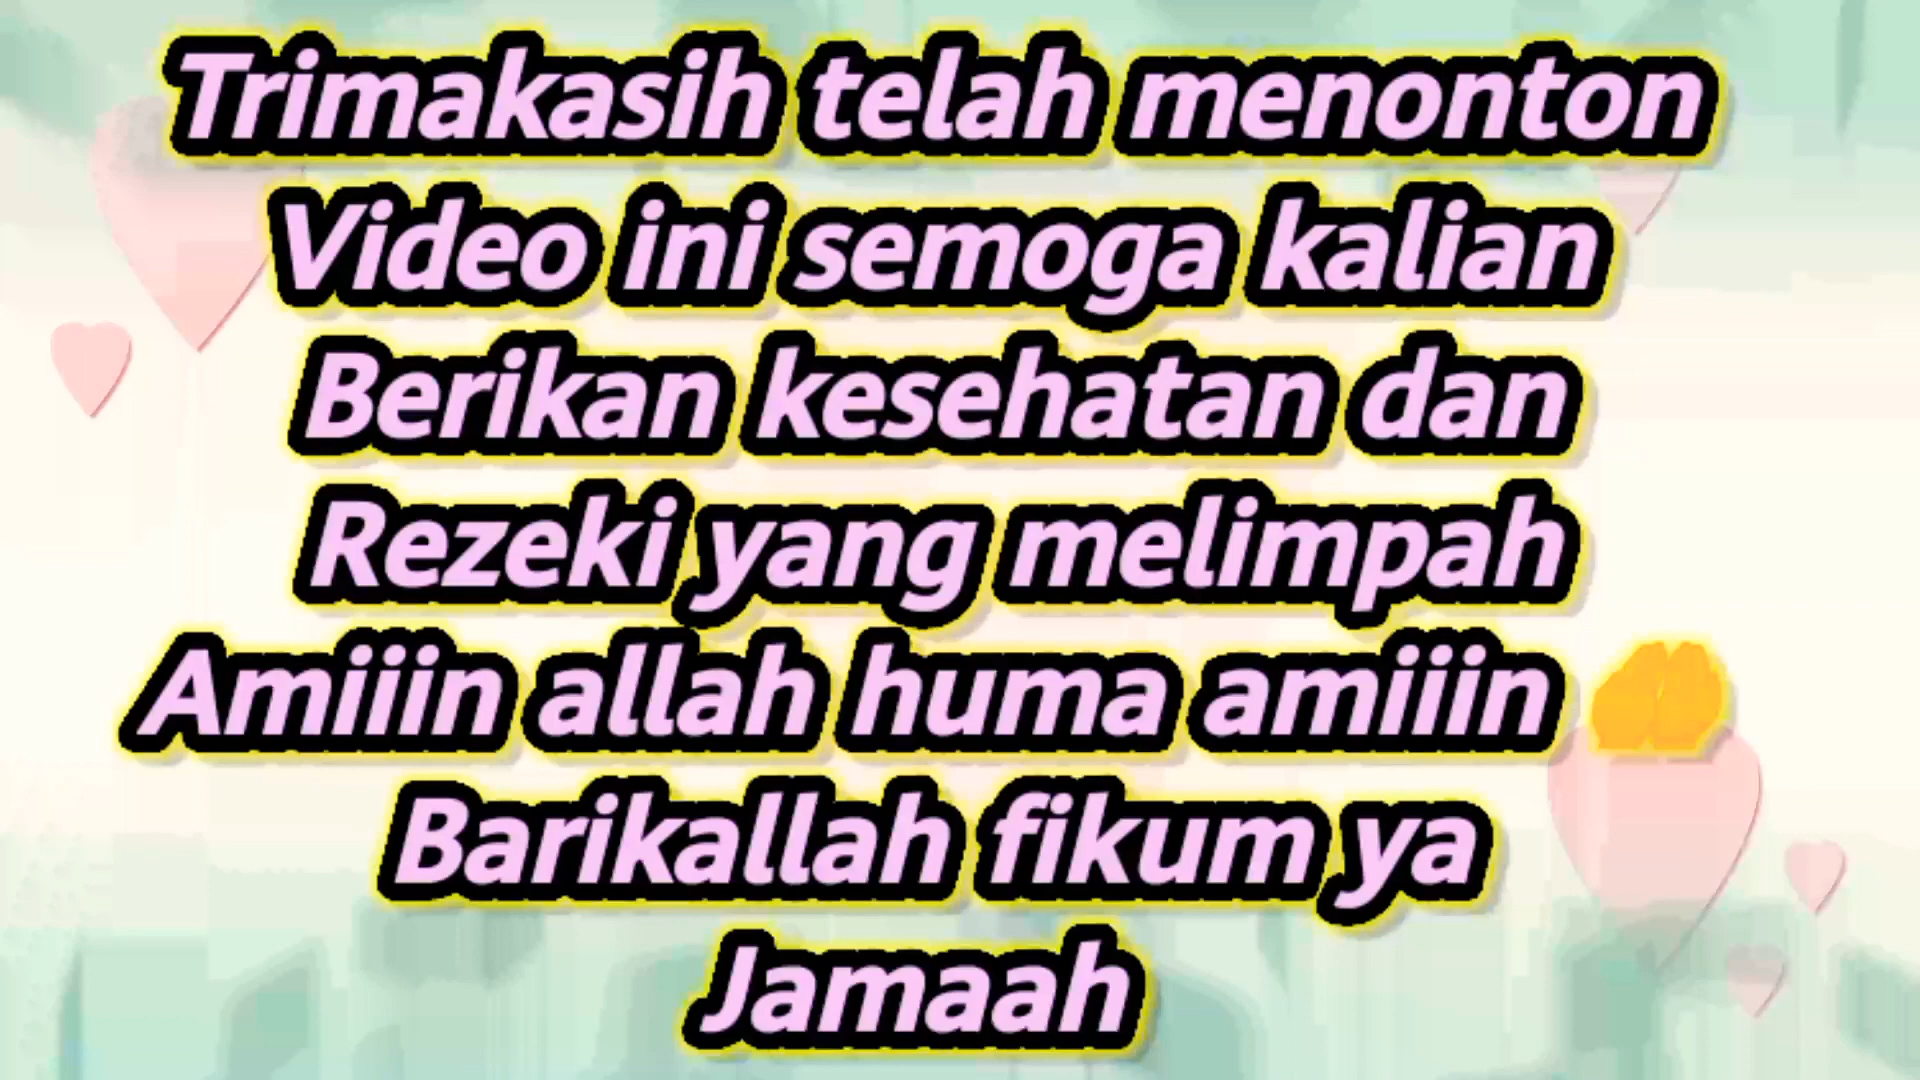 Trimakasih telah menonton
Video ini semoga kalian
Berikan kesehatan dan
Rezeki yang melimpah
Amiiin allah huma amiiin 🤲
Barikallah fikum ya
Jamaah